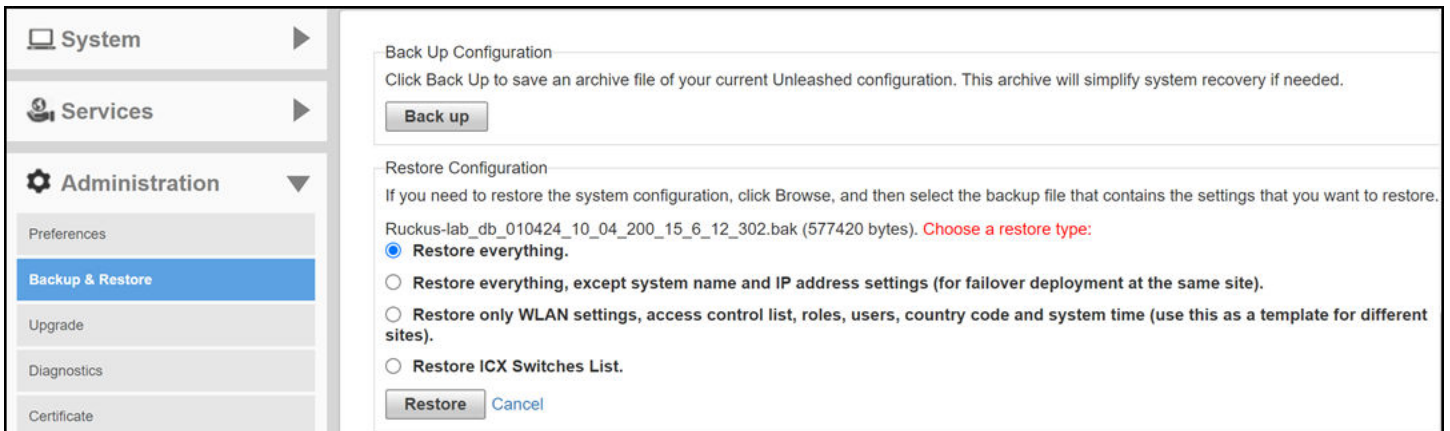 System
Services
Administration
Preferences
Backup & Restore
Upgrade
Diagnostics
Certificate
Back Up Configuration
Click Back Up to save an archive file of your current Unleashed configuration. This archive will simplify system recovery if needed.
Back up
Restore Configuration
If you need to restore the system configuration, click Browse, and then select the backup file that contains the settings that you want to restore.
Ruckus-lab_db_010424_10_04_200_15_6_12_302.bak (577420 bytes). Choose a restore type:
Restore everything.
Restore everything, except system name and IP address settings (for failover deployment at the same site).
Restore only WLAN settings, access control list, roles, users, country code and system time (use this as a template for different
sites).
Restore ICX Switches List.
Restore Cancel